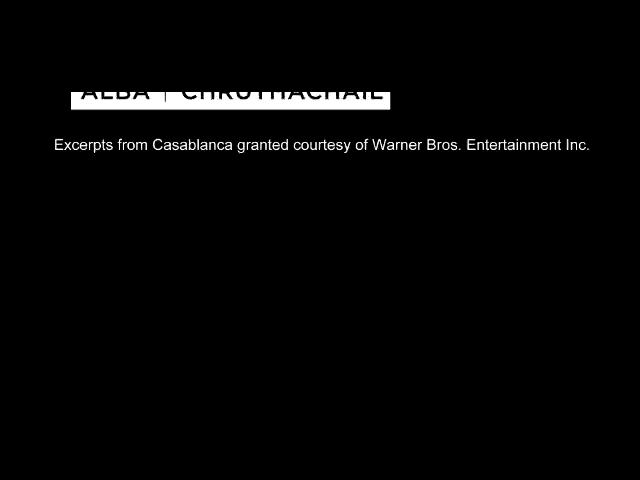 ALBA | CHRUTHACHAIL
Excerpts from Casablanca granted courtesy of Warner Bros. Entertainment Inc.